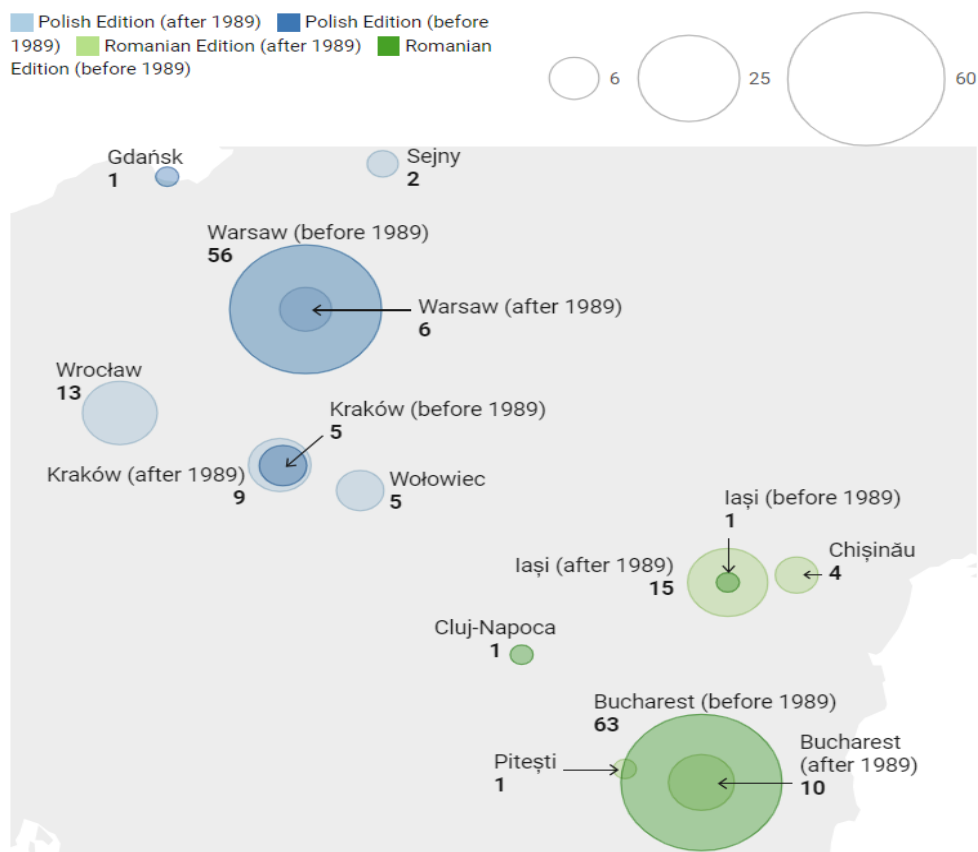 Polish Edition (after 1989) Polish Edition (before
1989) Romanian Edition (after 1989) Romanian
Edition (before 1989)
6 25 60
Gdańsk
1
Sejny
2
Warsaw (before 1989)
56
Warsaw (after 1989)
6
Wrocław
13
Kraków (before 1989)
5
Kraków (after 1989)
9
Wołowiec
5
Iași (before 1989)
1
Iași (after 1989)
15
Chișinău
4
Cluj-Napoca
1
Bucharest (before 1989)
63
Bucharest
(after 1989)
10
Pitești
1